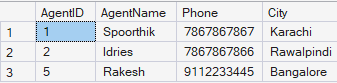 AgentID AgentName Phone City
1 1 Spoorthik 7867867867 Karachi
2 2 Idries 7867867866 Rawalpindi
3 5 Rakesh 9112233445 Bangalore